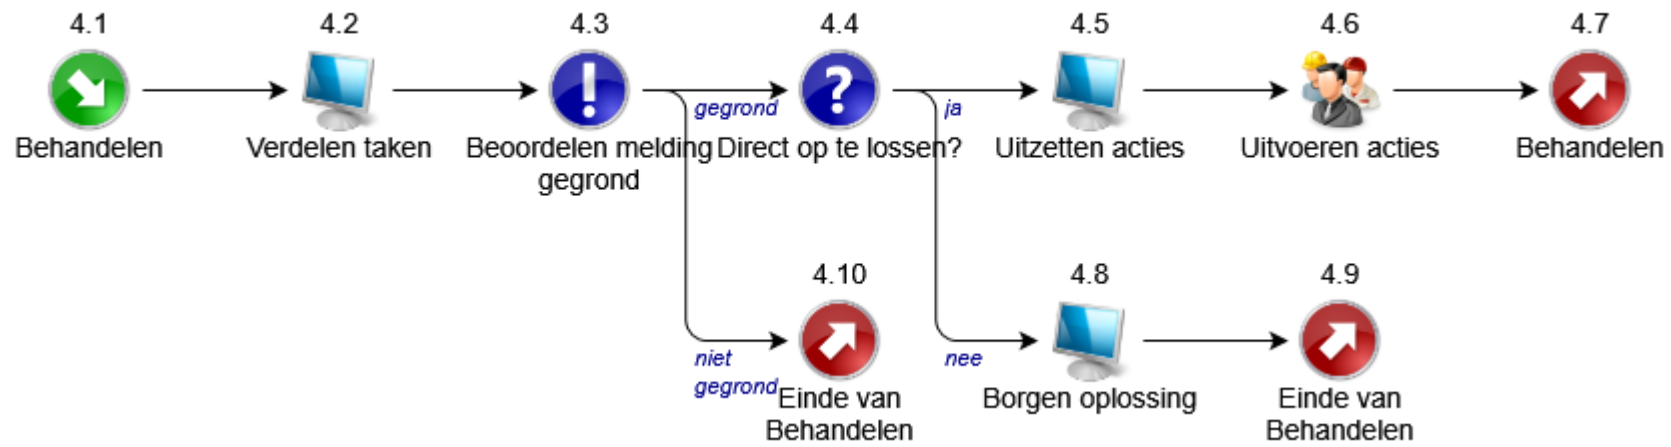 4.1
4.2
4.3
4.4
4.5
4.6
4.7
gegrond
ja
Behandelen
Verdelen taken
Beoordelen melding
gegrond
Direct op te lossen?
Uitzetten acties
Uitvoeren acties
Behandelen
4.10
4.8
4.9
niet
gegrond
nee
Einde van
Behandelen
Borgen oplossing
Einde van
Behandelen